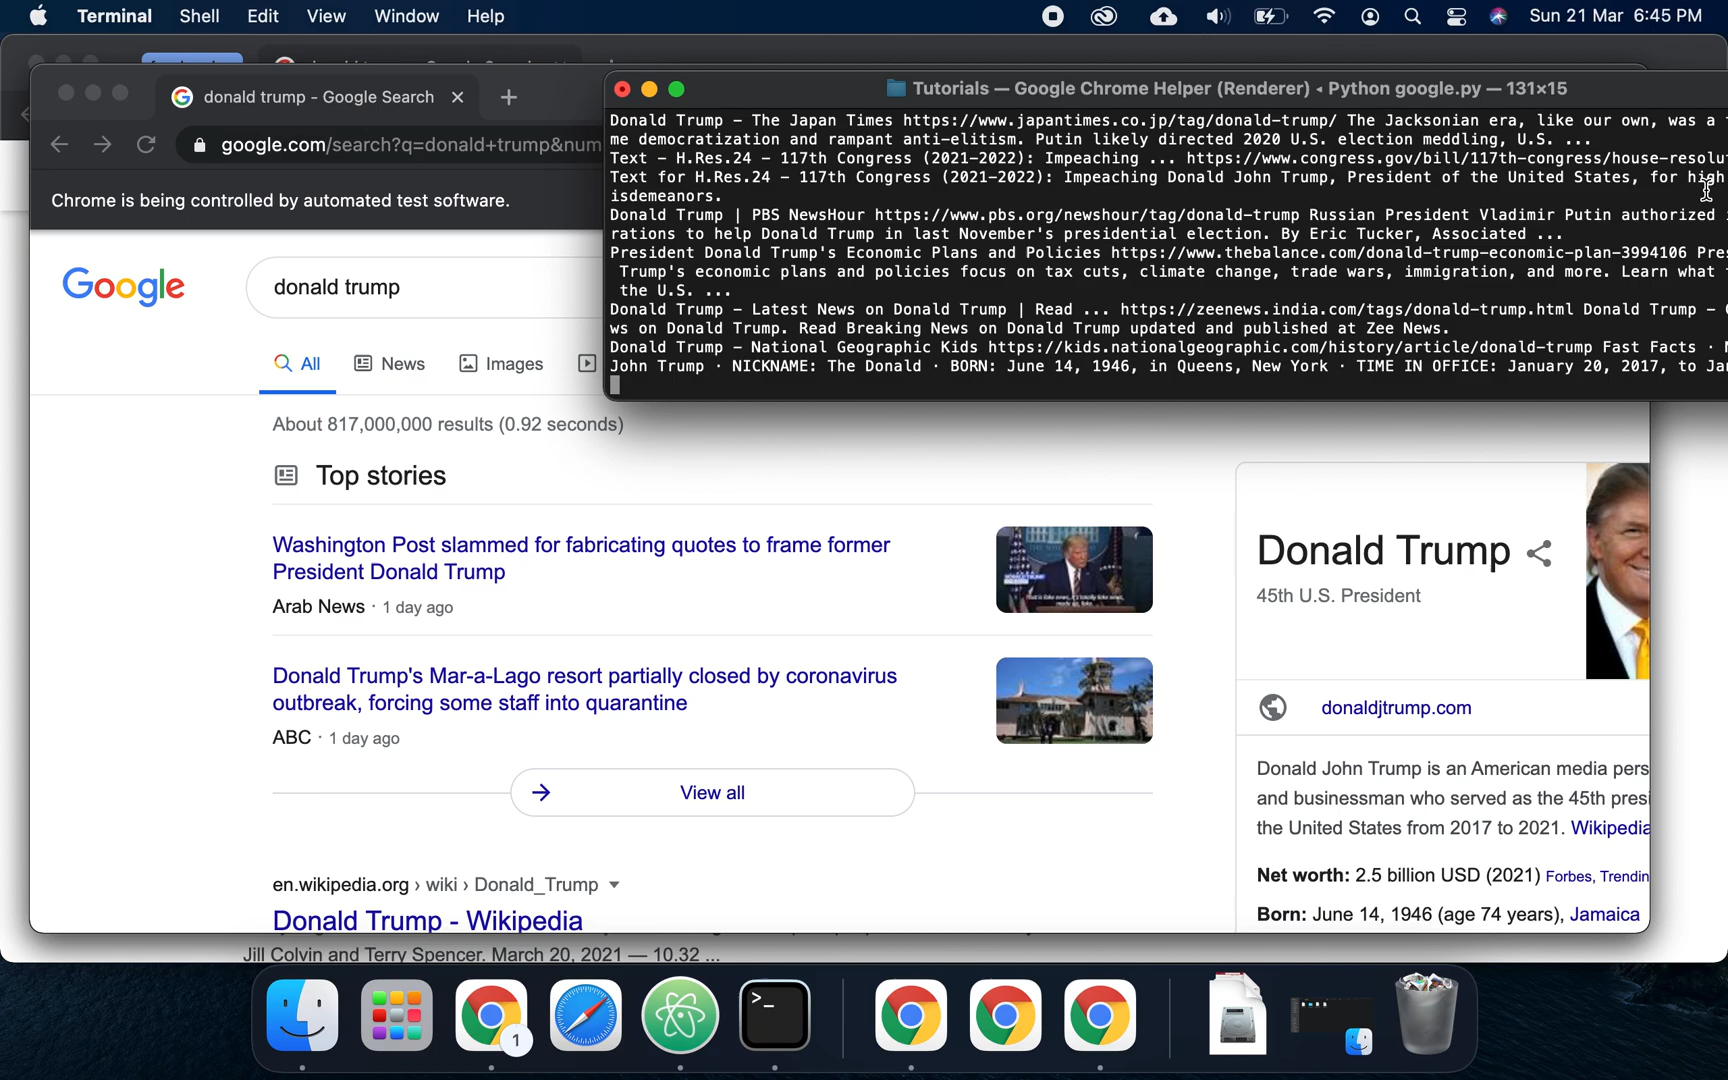 Terminal Shell Edit View Window Help Sun 21 Mar 6:45 PM
donald trump - Google Search
google.com/search?q=donald+trump&num
Chrome is being controlled by automated test software.
Tutorials — Google Chrome Helper (Renderer) ◂ Python google.py — 131×15
Donald Trump – The Japan Times https://www.japantimes.co.jp/tag/donald-trump/ The Jacksonian era, like our own, was a
me democratization and rampant anti-elitism. Putin likely directed 2020 U.S. election meddling, U.S. ...
Text – H.Res.24 – 117th Congress (2021–2022): Impeaching ... https://www.congress.gov/bill/117th-congress/house-resolut
Text for H.Res.24 – 117th Congress (2021–2022): Impeaching Donald John Trump, President of the United States, for high
isdemeanors.
Donald Trump | PBS NewsHour https://www.pbs.org/newshour/tag/donald-trump Russian President Vladimir Putin authorized
rations to help Donald Trump in last November's presidential election. By Eric Tucker, Associated ...
President Donald Trump's Economic Plans and Policies https://www.thebalance.com/donald-trump-economic-plan-3994106 Pres
Trump's economic plans and policies focus on tax cuts, climate change, trade wars, immigration, and more. Learn what
the U.S. ...
Donald Trump – Latest News on Donald Trump | Read ... https://zeenews.india.com/tags/donald-trump.html Donald Trump –
ws on Donald Trump. Read Breaking News on Donald Trump updated and published at Zee News.
Donald Trump – National Geographic Kids https://kids.nationalgeographic.com/history/article/donald-trump Fast Facts ·
John Trump · NICKNAME: The Donald · BORN: June 14, 1946, in Queens, New York · TIME IN OFFICE: January 20, 2017, to Jan
Google
donald trump
All News Images
About 817,000,000 results (0.92 seconds)
Top stories
Washington Post slammed for fabricating quotes to frame former
President Donald Trump
Arab News · 1 day ago
Donald Trump's Mar-a-Lago resort partially closed by coronavirus
outbreak, forcing some staff into quarantine
ABC · 1 day ago
View all
en.wikipedia.org › wiki › Donald_Trump
Donald Trump - Wikipedia
Jill Colvin and Terry Spencer. March 20, 2021 — 10.32 ...
Donald Trump
45th U.S. President
donaldjtrump.com
Donald John Trump is an American media pers
and businessman who served as the 45th presi
the United States from 2017 to 2021. Wikipedia
Net worth: 2.5 billion USD (2021) Forbes, Trendin
Born: June 14, 1946 (age 74 years), Jamaica
1